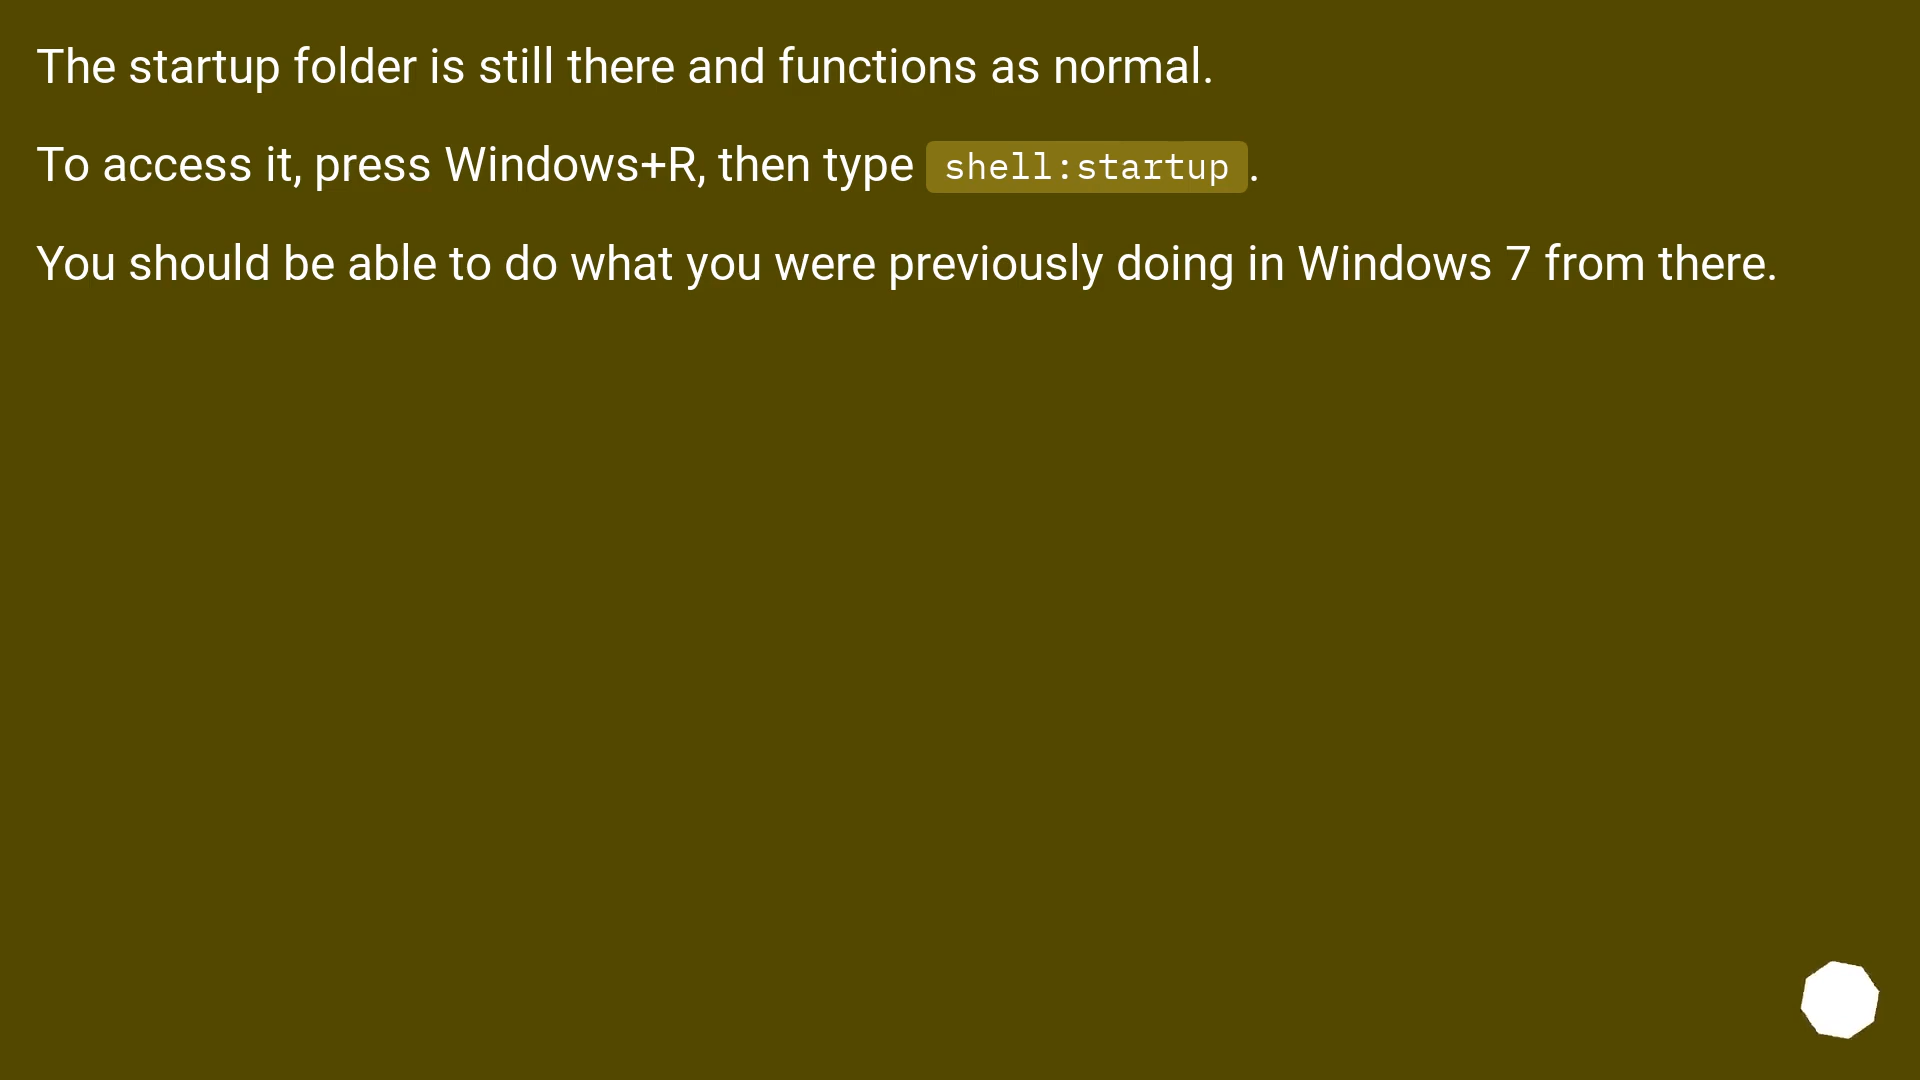 The startup folder is still there and functions as normal.
To access it, press Windows+R, then type shell:startup.
You should be able to do what you were previously doing in Windows 7 from there.